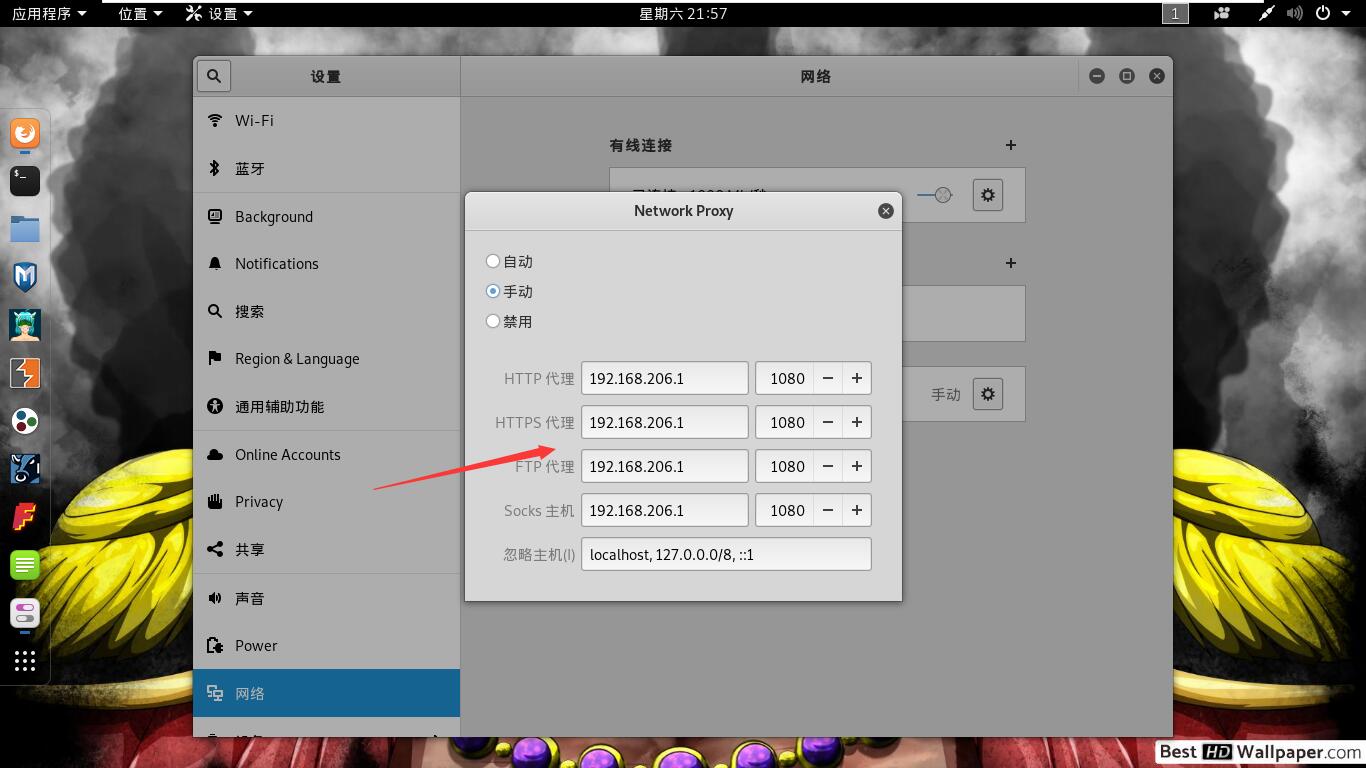 应用程序 位置 设置 星期六 21:57 1
设置 网络
Wi-Fi
蓝牙
Background
Notifications
搜索
Region & Language
通用辅助功能
Online Accounts
Privacy
共享
声音
Power
网络
有线连接
手动
Network Proxy
自动
手动
禁用
HTTP 代理 192.168.206.1 1080
HTTPS 代理 192.168.206.1 1080
FTP 代理 192.168.206.1 1080
Socks 主机 192.168.206.1 1080
忽略主机(I) localhost, 127.0.0.0/8, ::1
Best HD Wallpaper.com